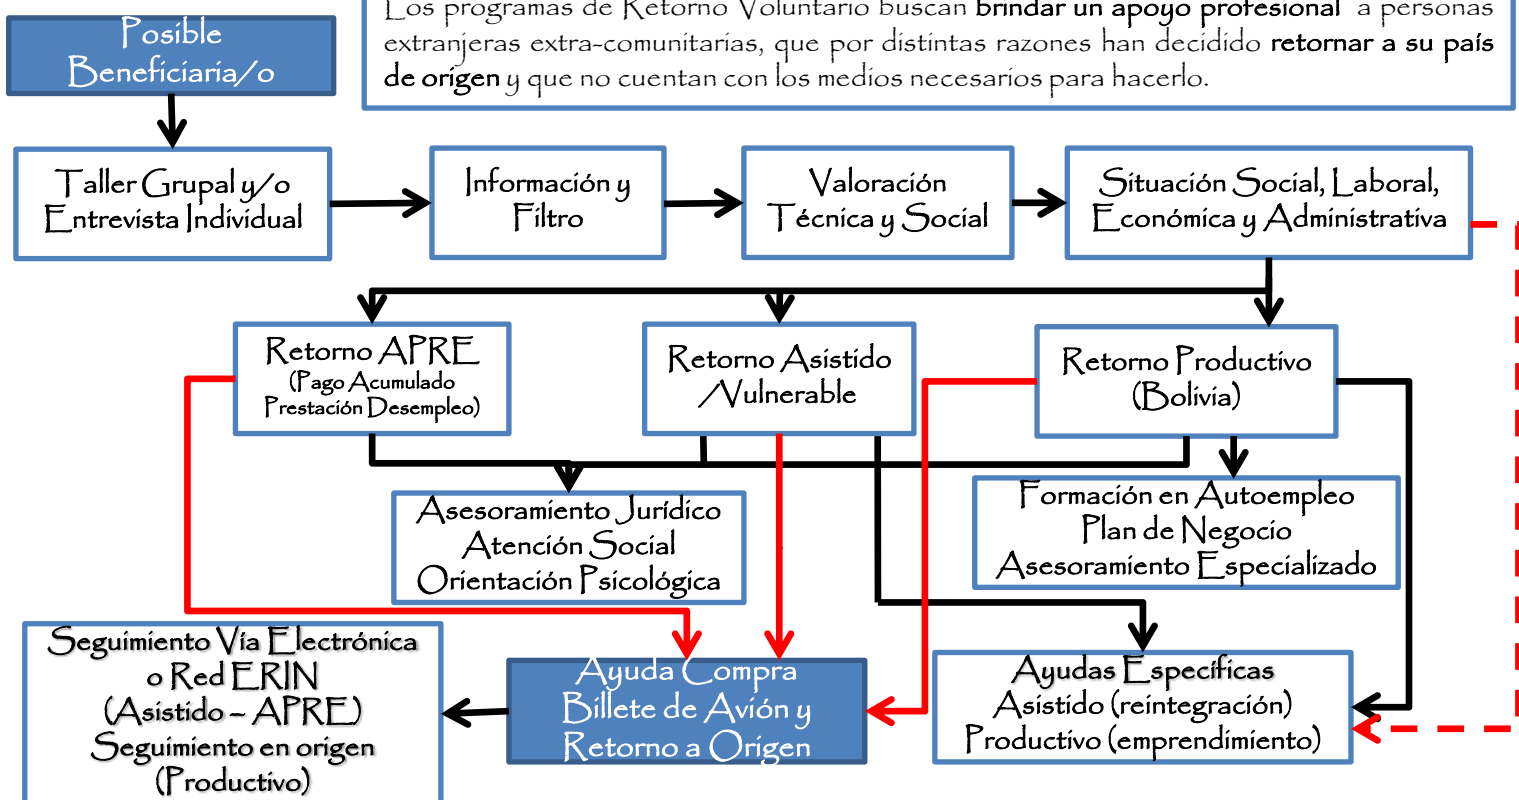 Los programas de Retorno Voluntario buscan brindar un apoyo profesional a personas
extranjeras extra-comunitarias, que por distintas razones han decidido retornar a su país
de origen y que no cuentan con los medios necesarios para hacerlo.
Posible
Beneficiaria/o
Taller Grupal y/o
Entrevista Individual
Información y
Filtro
Valoración
Técnica y Social
Situación Social, Laboral,
Económica y Administrativa
Retorno APRE
(Pago Acumulado
Prestación Desempleo)
Retorno Asistido
/Vulnerable
Retorno Productivo
(Bolivia)
Asesoramiento Jurídico
Atención Social
Orientación Psicológica
Formación en Autoempleo
Plan de Negocio
Asesoramiento Especializado
Seguimiento Vía Electrónica
o Red ERIN
(Asistido – APRE)
Seguimiento en origen
(Productivo)
Ayuda Compra
Billete de Avión y
Retorno a Origen
Ayudas Específicas
Asistido (reintegración)
Productivo (emprendimiento)